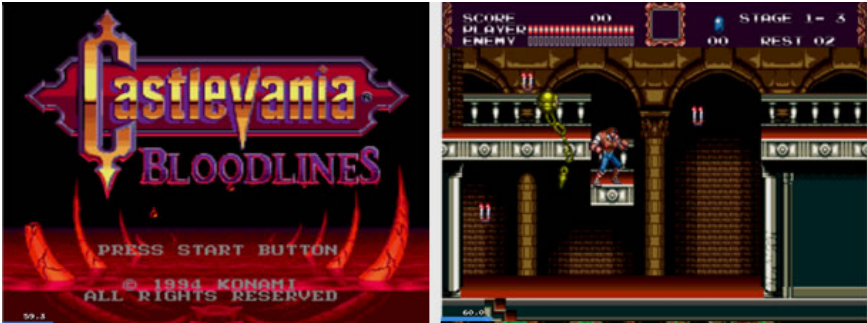 Castlevania
BLOODLINES
PRESS START BUTTON
© 1994 KONAMI
ALL RIGHTS RESERVED
59.3
SCORE 00 STAGE 1- 3
PLAYER
ENEMY 00 REST 02
60.0